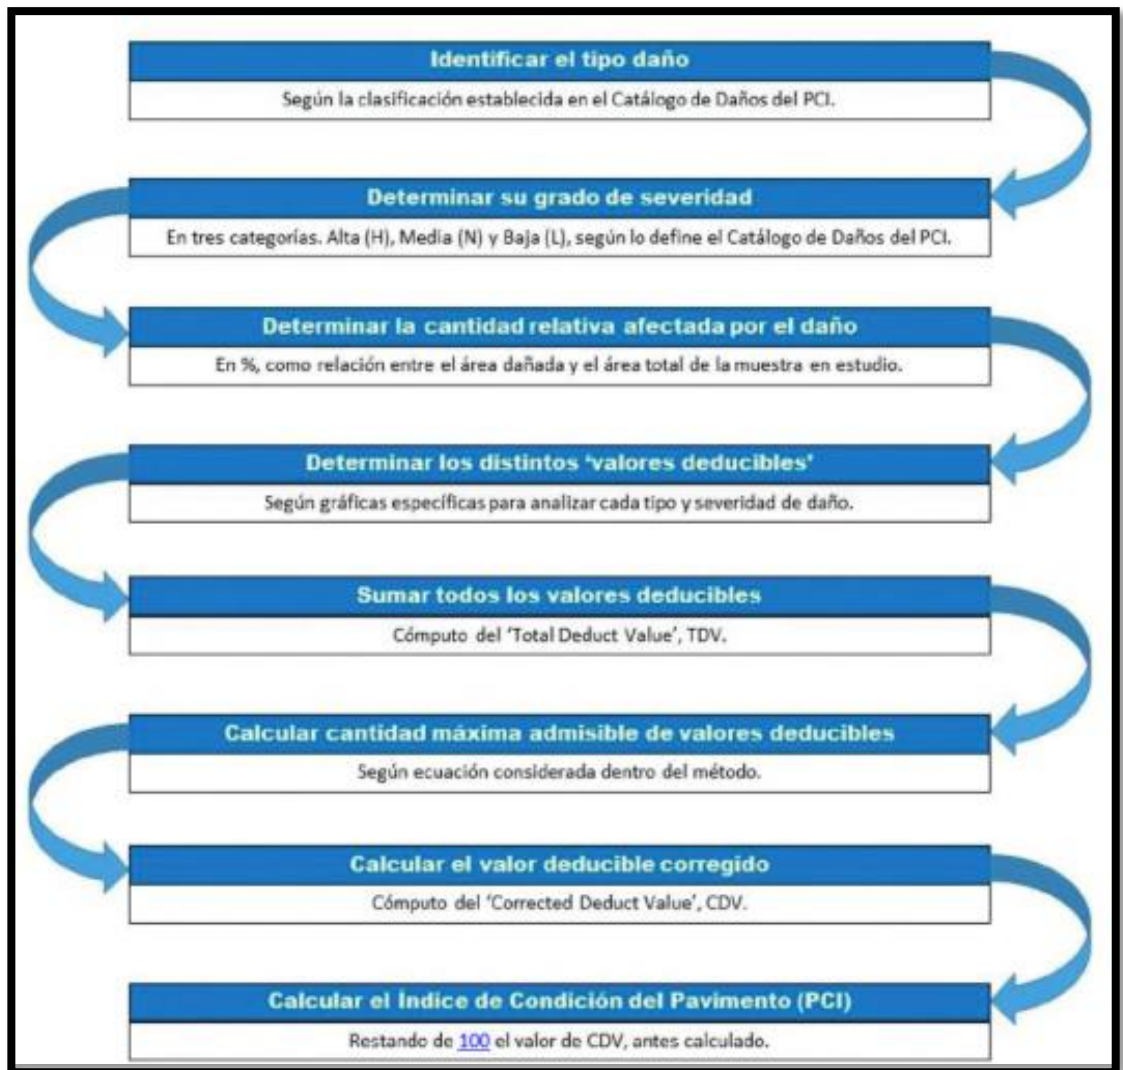 Identificar el tipo daño
Según la clasificación establecida en el Catálogo de Daños del PCI.
Determinar su grado de severidad
En tres categorías. Alta (H), Media (N) y Baja (L), según lo define el Catálogo de Daños del PCI.
Determinar la cantidad relativa afectada por el daño
En %, como relación entre el área dañada y el área total de la muestra en estudio.
Determinar los distintos ‘valores deducibles’
Según gráficas específicas para analizar cada tipo y severidad de daño.
Sumar todos los valores deducibles
Cómputo del ‘Total Deduct Value’, TDV.
Calcular cantidad máxima admisible de valores deducibles
Según ecuación considerada dentro del método.
Calcular el valor deducible corregido
Cómputo del ‘Corrected Deduct Value’, CDV.
Calcular el Índice de Condición del Pavimento (PCI)
Restando de 100 el valor de CDV, antes calculado.